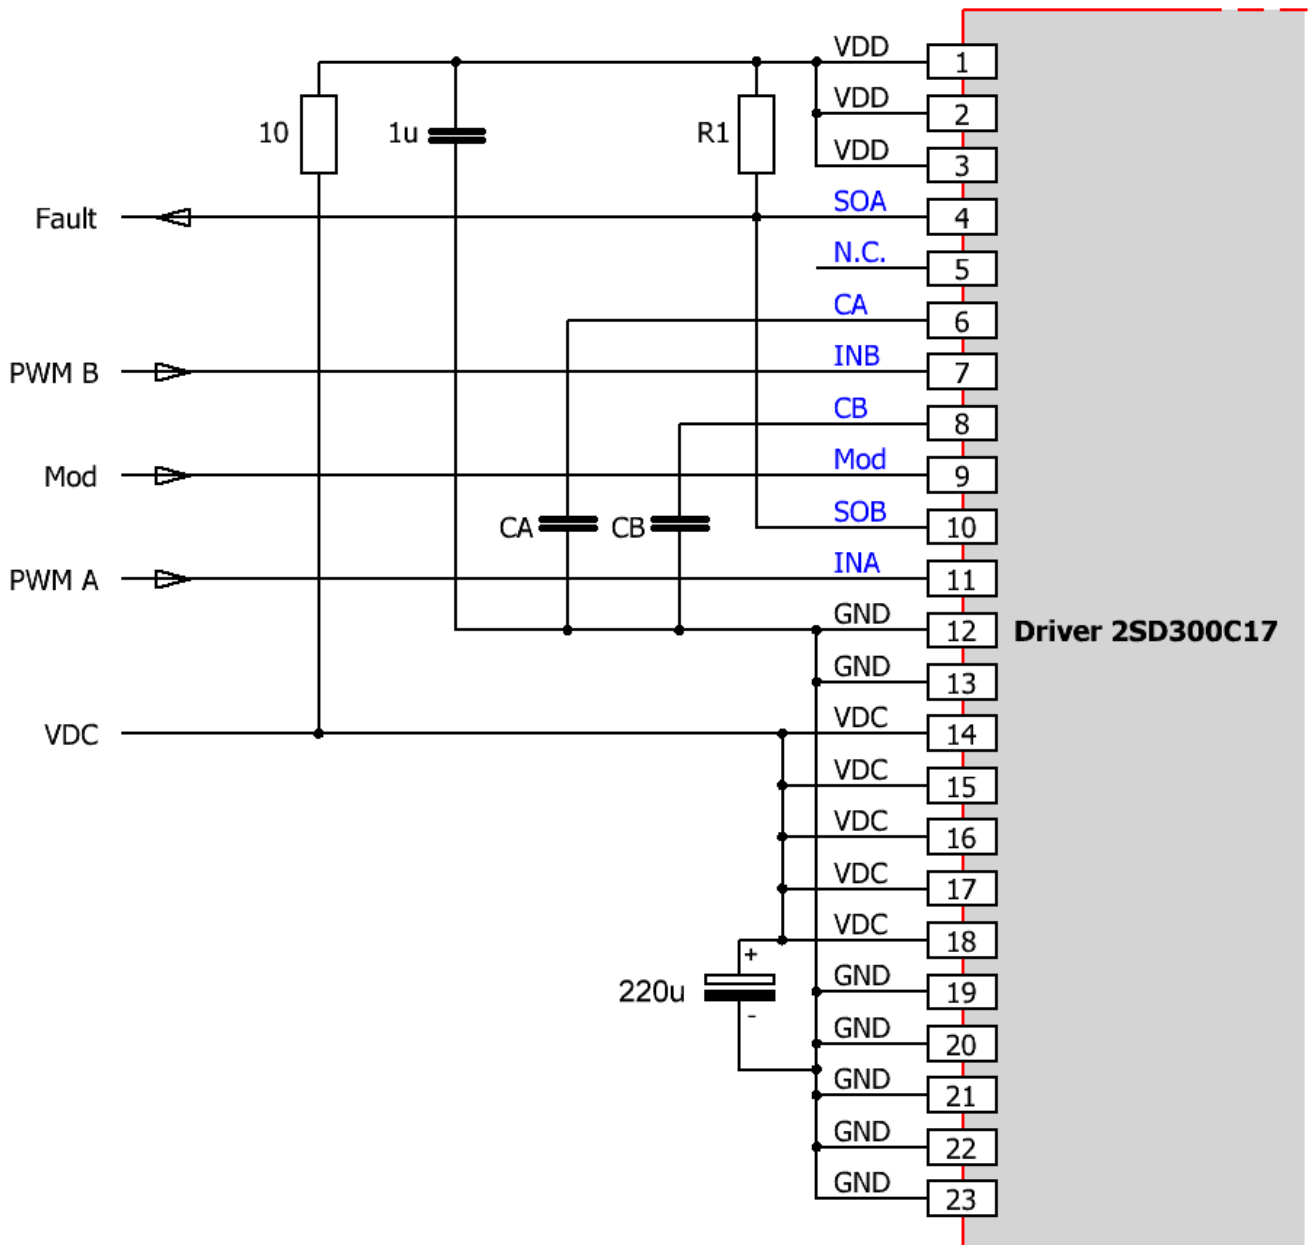 VDD
1
VDD
2
10
1u
R1
VDD
3
Fault
SOA
4
N.C.
5
CA
6
PWM B
INB
7
CB
8
Mod
Mod
9
CA
CB
SOB
10
PWM A
INA
11
GND
12
Driver 2SD300C17
GND
13
VDC
VDC
14
VDC
15
VDC
16
VDC
17
VDC
18
+
220u
-
GND
19
GND
20
GND
21
GND
22
GND
23